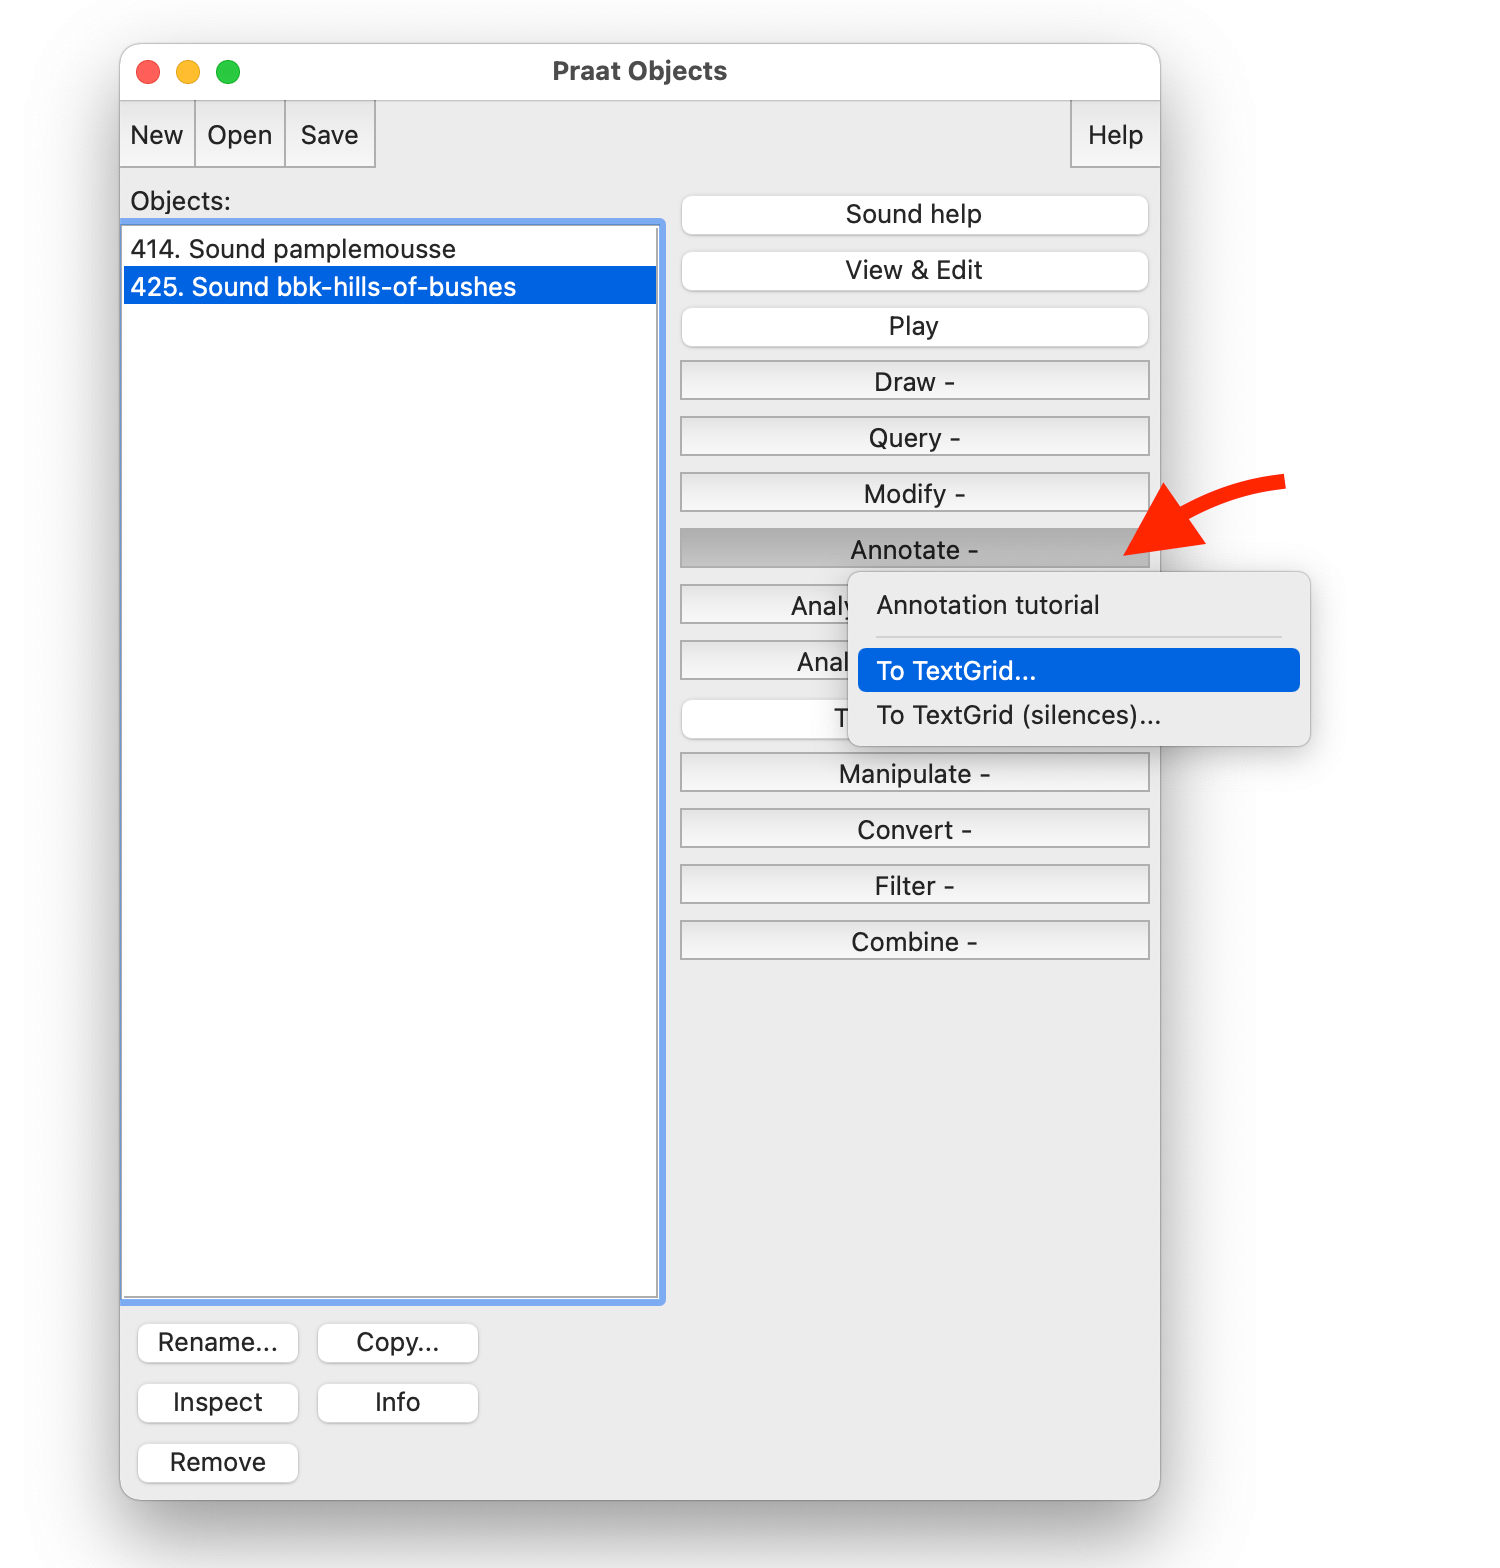 Praat Objects
New Open Save Help
Objects:
414. Sound pamplemousse
425. Sound bbk-hills-of-bushes
Sound help
View & Edit
Play
Draw -
Query -
Modify -
Annotate -
Annotation tutorial
To TextGrid...
To TextGrid (silences)...
Manipulate -
Convert -
Filter -
Combine -
Rename... Copy...
Inspect Info
Remove